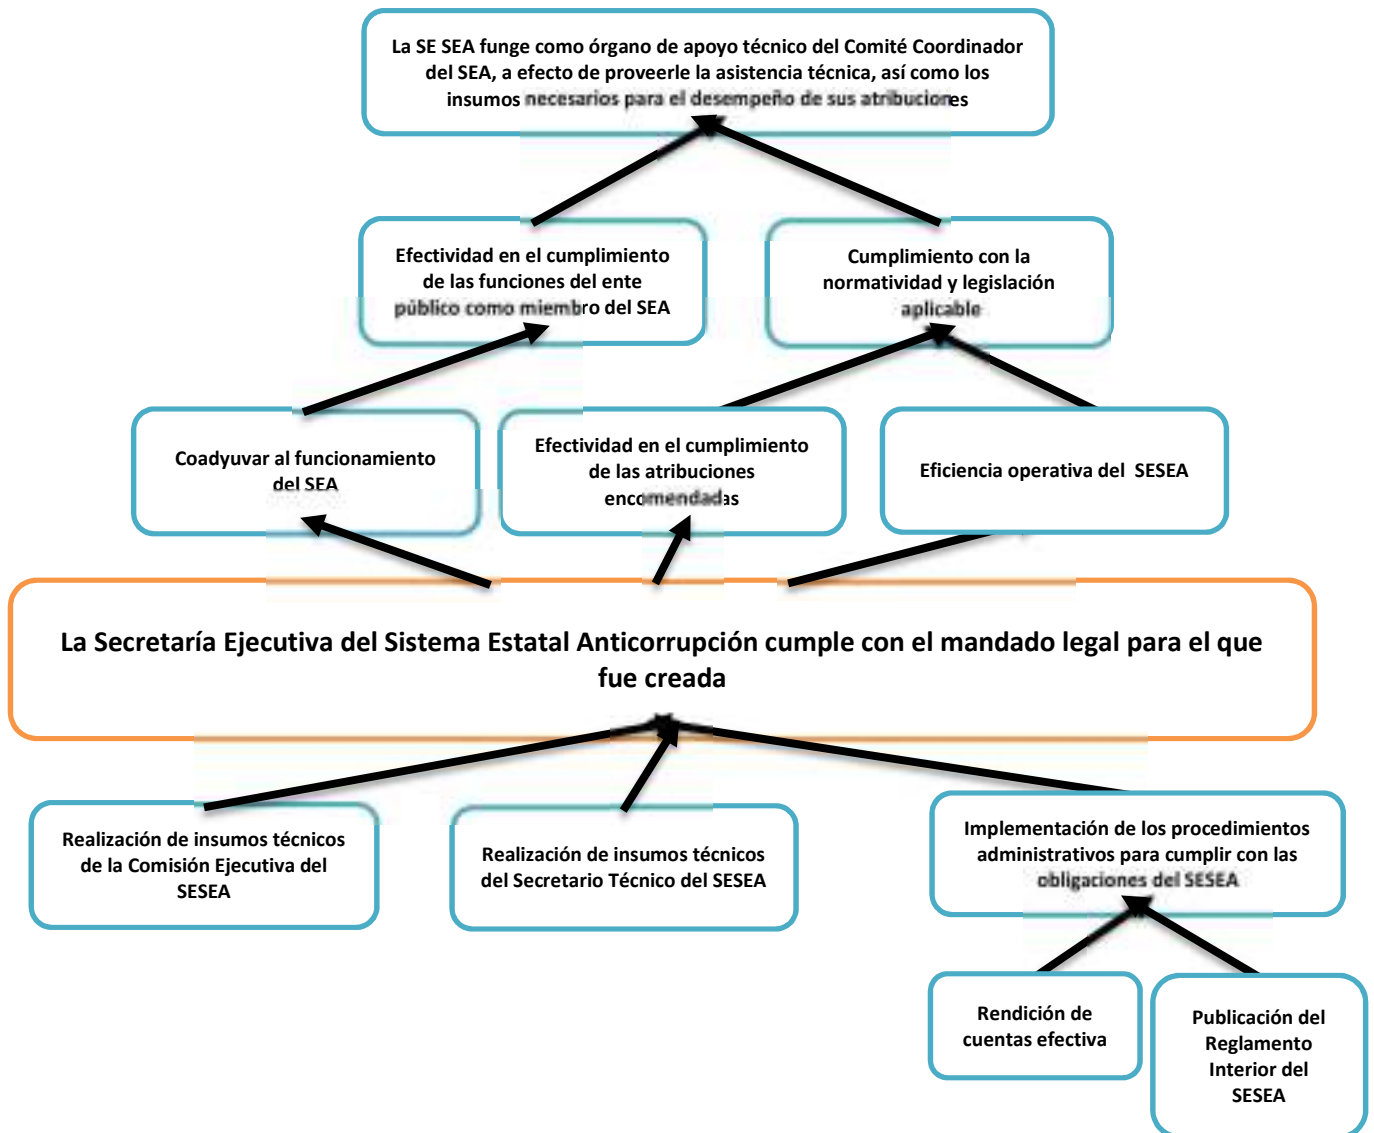 La SE SEA funge como órgano de apoyo técnico del Comité Coordinador
del SEA, a efecto de proveerle la asistencia técnica, así como los
insumos necesarios para el desempeño de sus atribuciones
Efectividad en el cumplimiento
de las funciones del ente
público como miembro del SEA
Cumplimiento con la
normatividad y legislación
aplicable
Coadyuvar al funcionamiento
del SEA
Efectividad en el cumplimiento
de las atribuciones
encomendadas
Eficiencia operativa del SESEA
La Secretaría Ejecutiva del Sistema Estatal Anticorrupción cumple con el mandado legal para el que
fue creada
Realización de insumos técnicos
de la Comisión Ejecutiva del
SESEA
Realización de insumos técnicos
del Secretario Técnico del SESEA
Implementación de los procedimientos
administrativos para cumplir con las
obligaciones del SESEA
Rendición de
cuentas efectiva
Publicación del
Reglamento
Interior del
SESEA